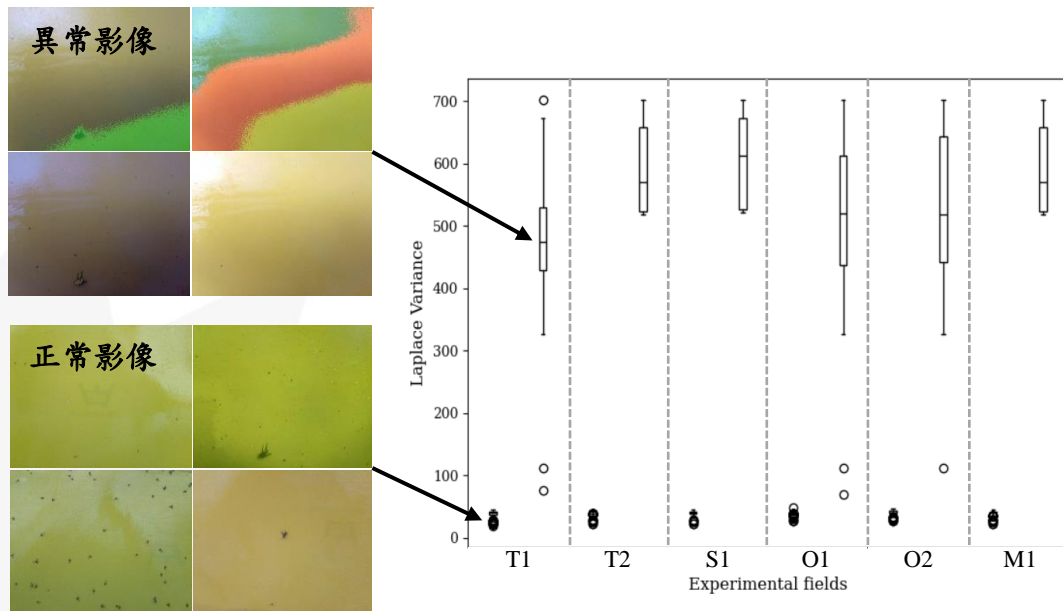 異常影像
正常影像
Laplace Variance
700
600
500
400
300
200
100
0
T1 T2 S1 O1 O2 M1
Experimental fields